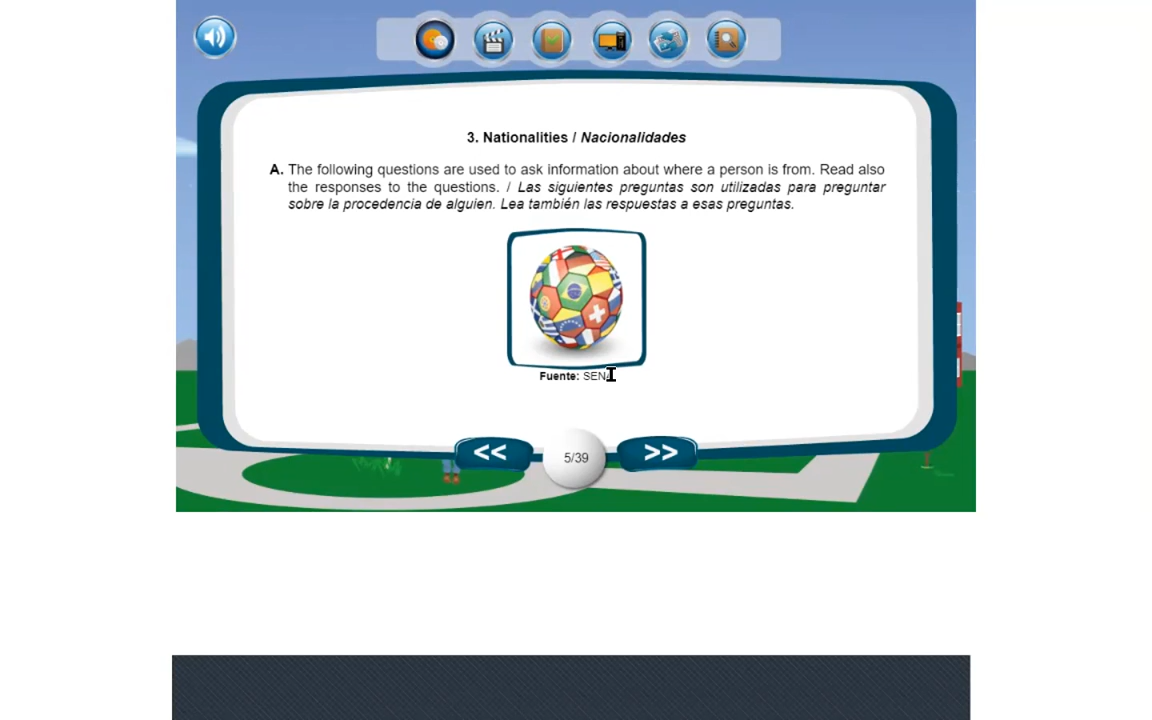 3. Nationalities / Nacionalidades
A. The following questions are used to ask information about where a person is from. Read also
the responses to the questions. / Las siguientes preguntas son utilizadas para preguntar
sobre la procedencia de alguien. Lea también las respuestas a esas preguntas.
Fuente: SENA
<< 5/39 >>